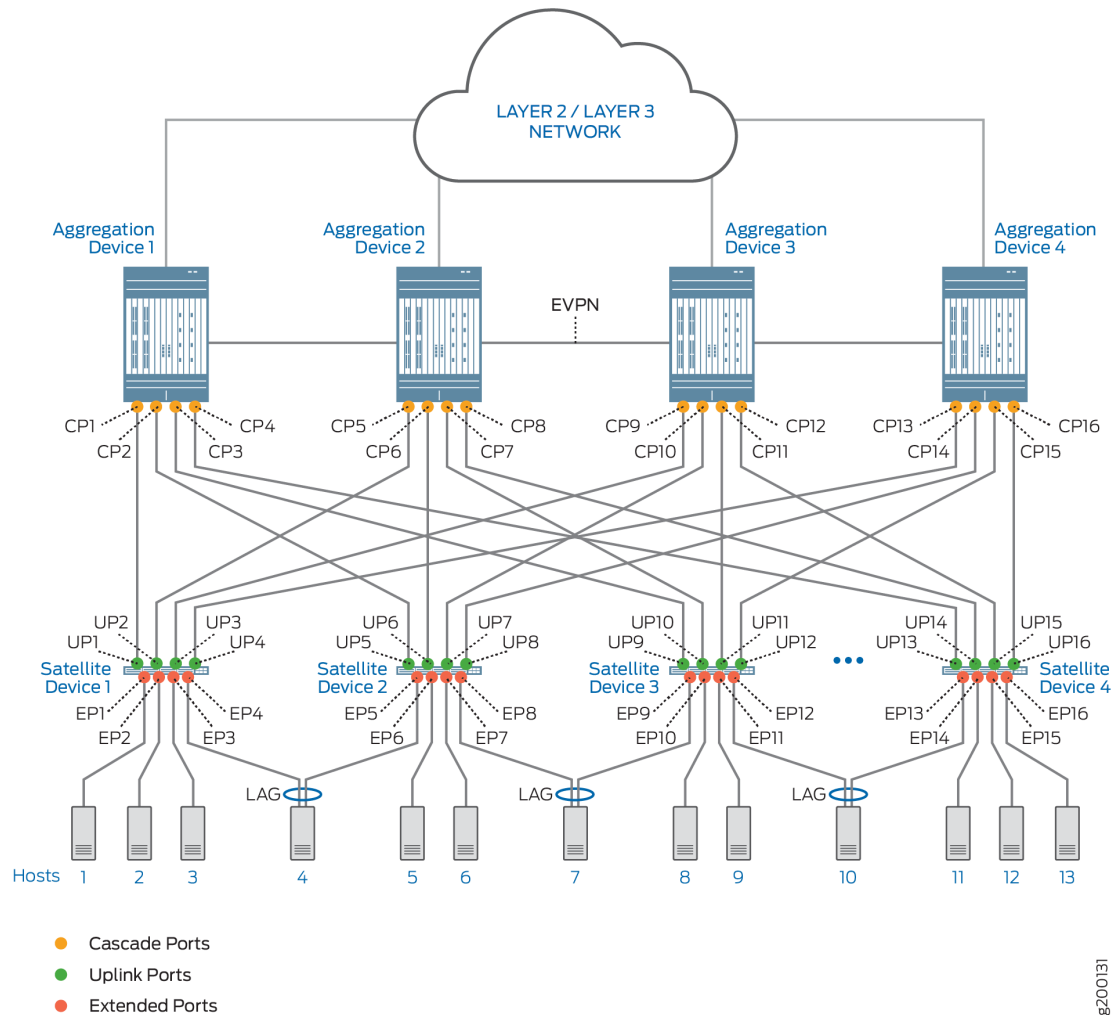 LAYER 2 / LAYER 3
NETWORK
Aggregation
Device 1
Aggregation
Device 2
Aggregation
Device 3
Aggregation
Device 4
EVPN
CP1 CP4 CP5 CP8 CP9 CP12 CP13 CP16
CP2 CP3 CP6 CP7 CP10 CP11 CP14 CP15
UP2 UP3 UP6 UP7 UP10 UP11 UP14 UP15
UP1 UP4 UP5 UP8 UP9 UP12 UP13 UP16
Satellite
Device 1
Satellite
Device 2
Satellite
Device 3
•••
Satellite
Device 4
EP1 EP4 EP5 EP8 EP9 EP12 EP13 EP16
EP2 EP3 EP6 EP7 EP10 EP11 EP14 EP15
LAG LAG LAG
Hosts 1 2 3 4 5 6 7 8 9 10 11 12 13
Cascade Ports
Uplink Ports
Extended Ports
g200131